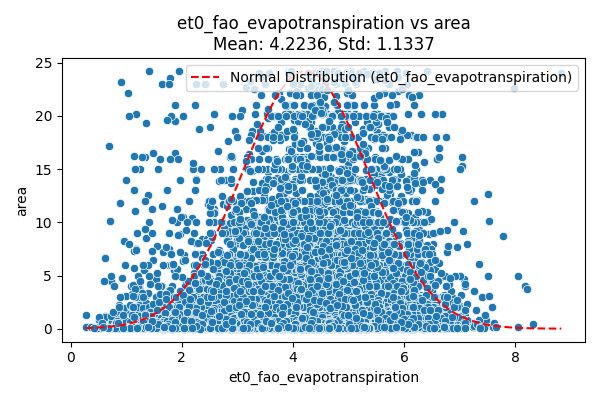 et0_fao_evapotranspiration vs area
Mean: 4.2236, Std: 1.1337
Normal Distribution (et0_fao_evapotranspiration)
25
20
15
10
5
0
area
0 2 4 6 8
et0_fao_evapotranspiration